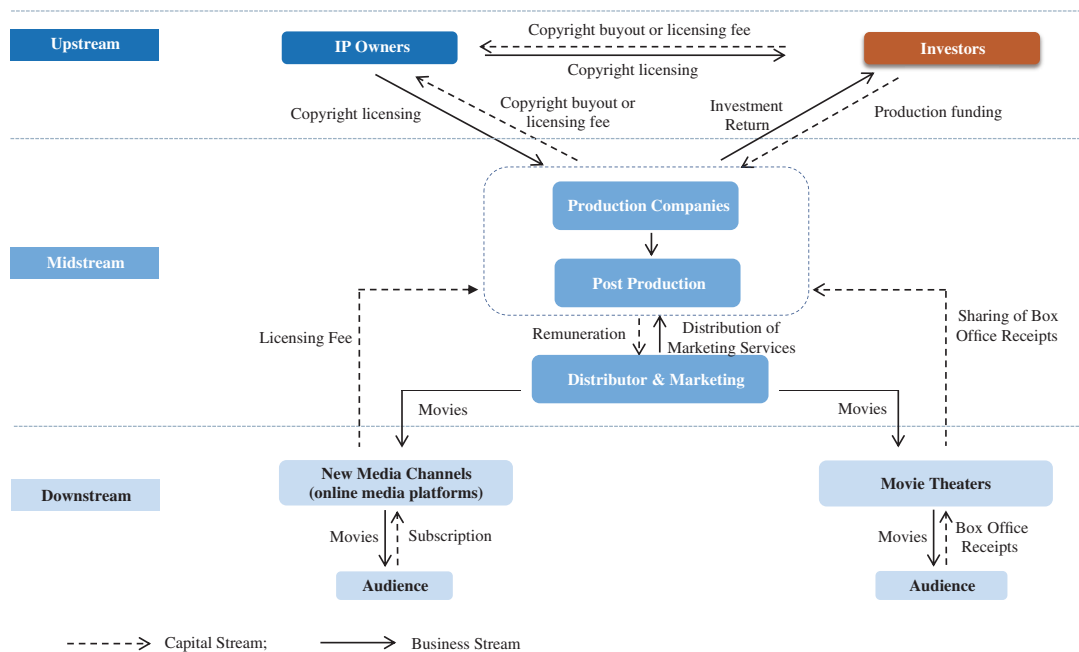 Upstream
IP Owners
Copyright buyout or licensing fee
Copyright licensing
Investors
Copyright licensing
Copyright buyout or
licensing fee
Investment
Return
Production funding
Midstream
Production Companies
Post Production
Licensing Fee
Remuneration
Distribution of
Marketing Services
Sharing of Box
Office Receipts
Distributor & Marketing
Movies
Movies
Downstream
New Media Channels
(online media platforms)
Movie Theaters
Movies
Subscription
Movies
Box Office
Receipts
Audience
Audience
Capital Stream;
Business Stream